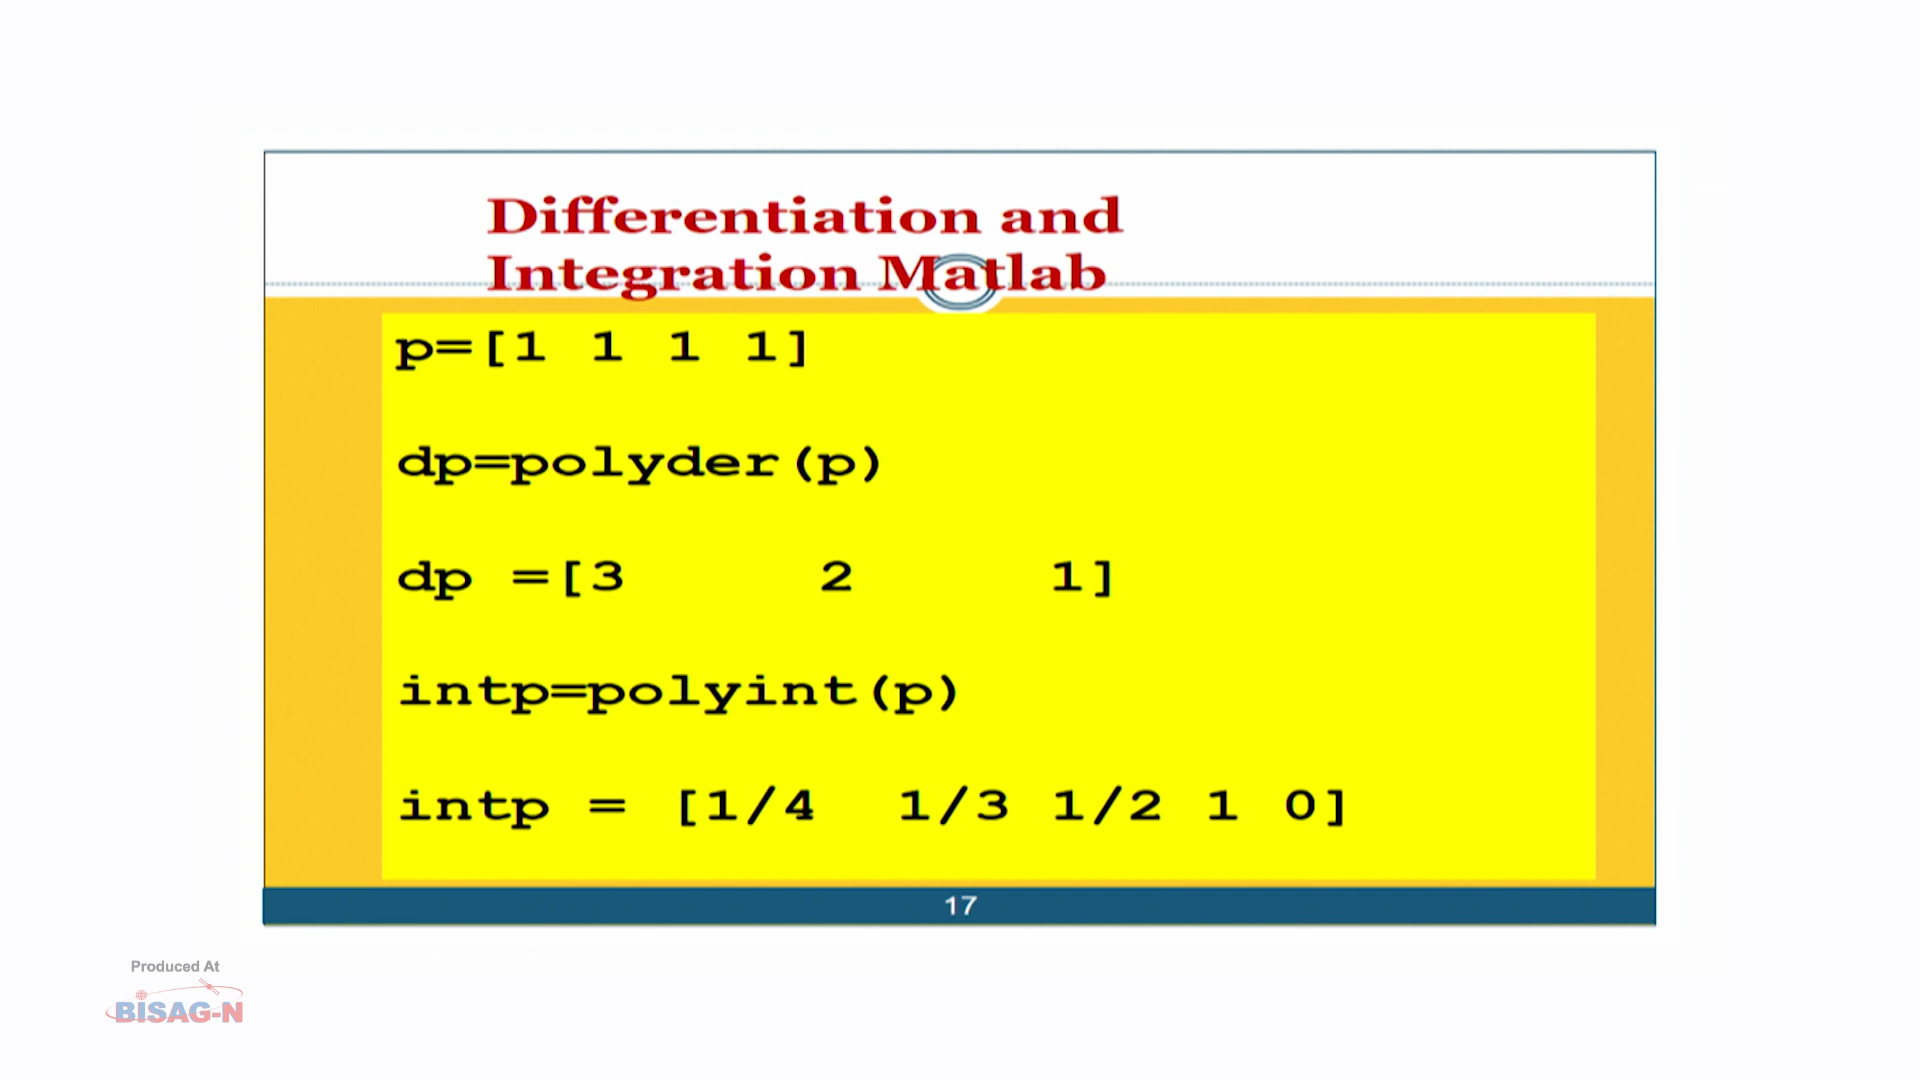 Differentiation and
Integration Matlab
p=[1 1 1 1]
dp=polyder(p)
dp =[3 2 1]
intp=polyint(p)
intp = [1/4 1/3 1/2 1 0]
17
Produced At
BISAG-N